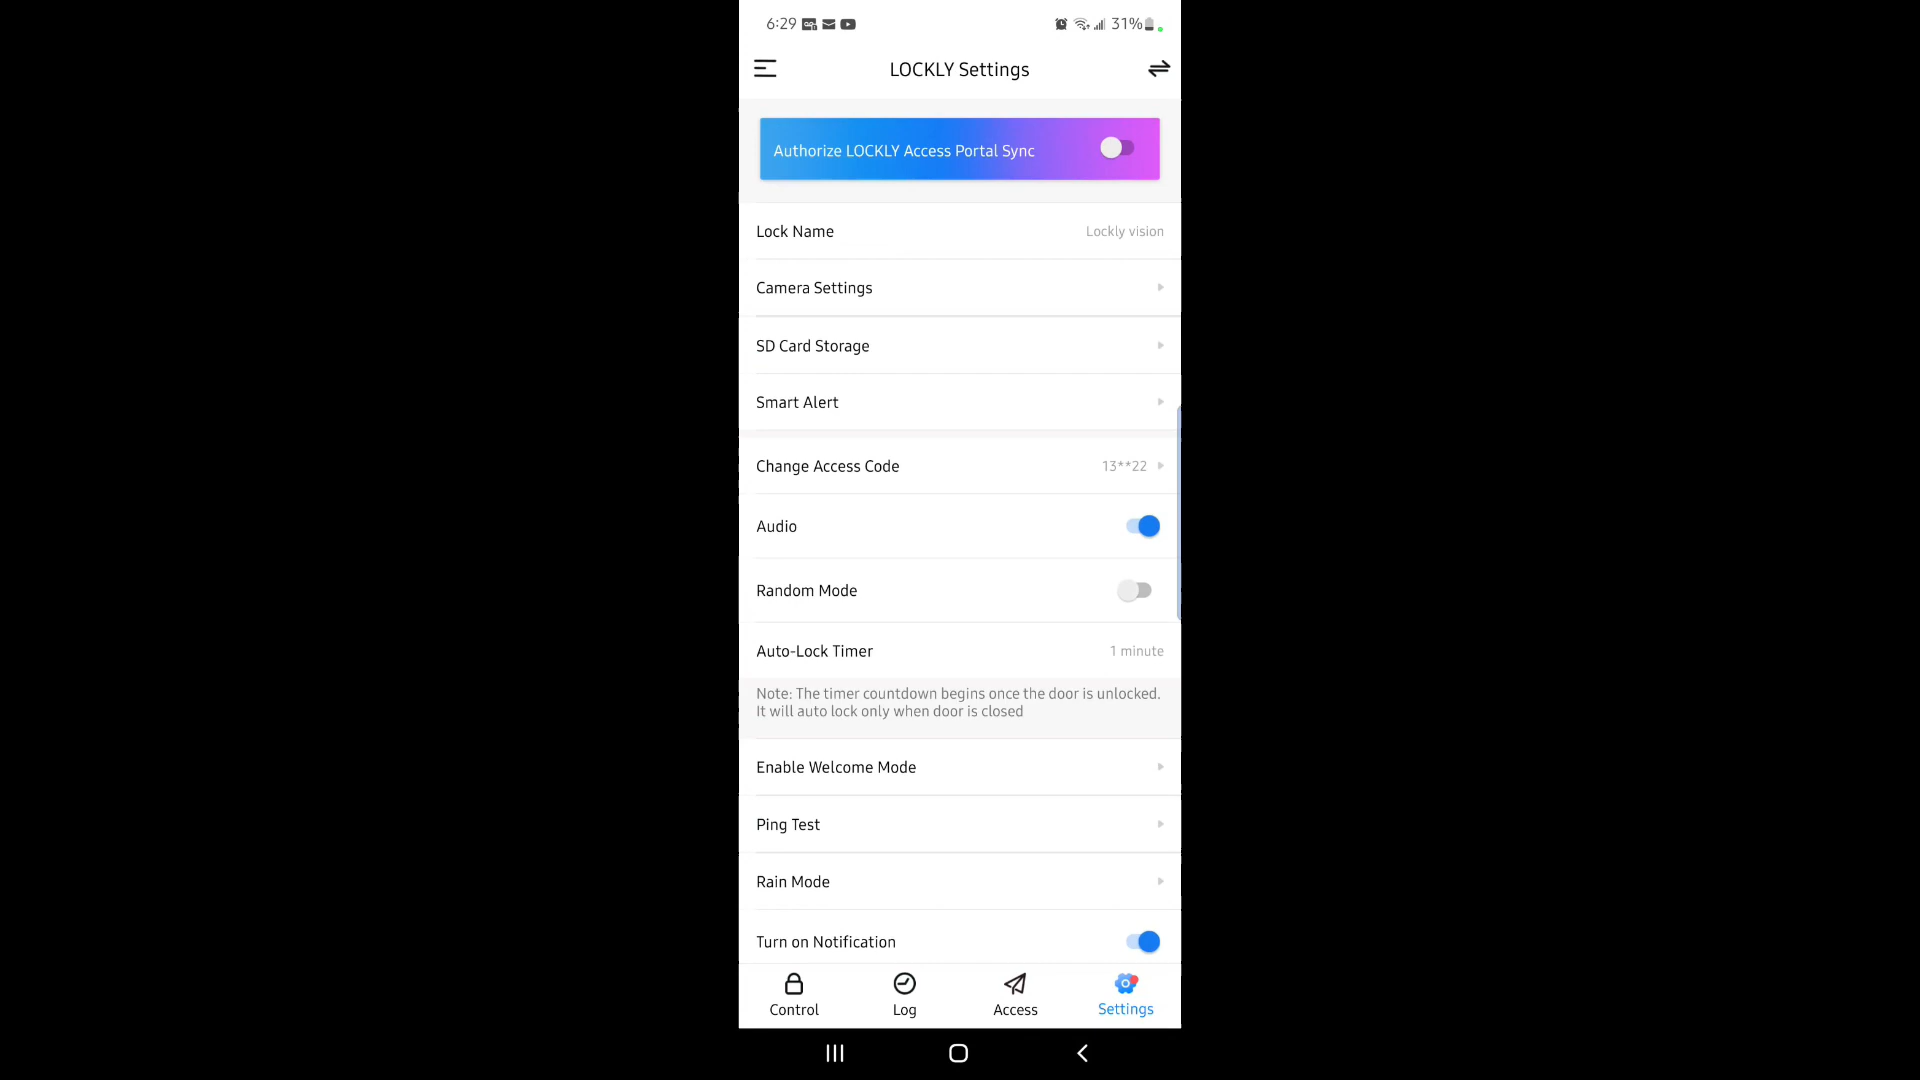 6:29
31%
LOCKLY Settings
Authorize LOCKLY Access Portal Sync
Lock Name Lockly vision
Camera Settings
SD Card Storage
Smart Alert
Change Access Code 13**22
Audio
Random Mode
Auto-Lock Timer 1 minute
Note: The timer countdown begins once the door is unlocked.
It will auto lock only when door is closed
Enable Welcome Mode
Ping Test
Rain Mode
Turn on Notification
Control Log Access Settings